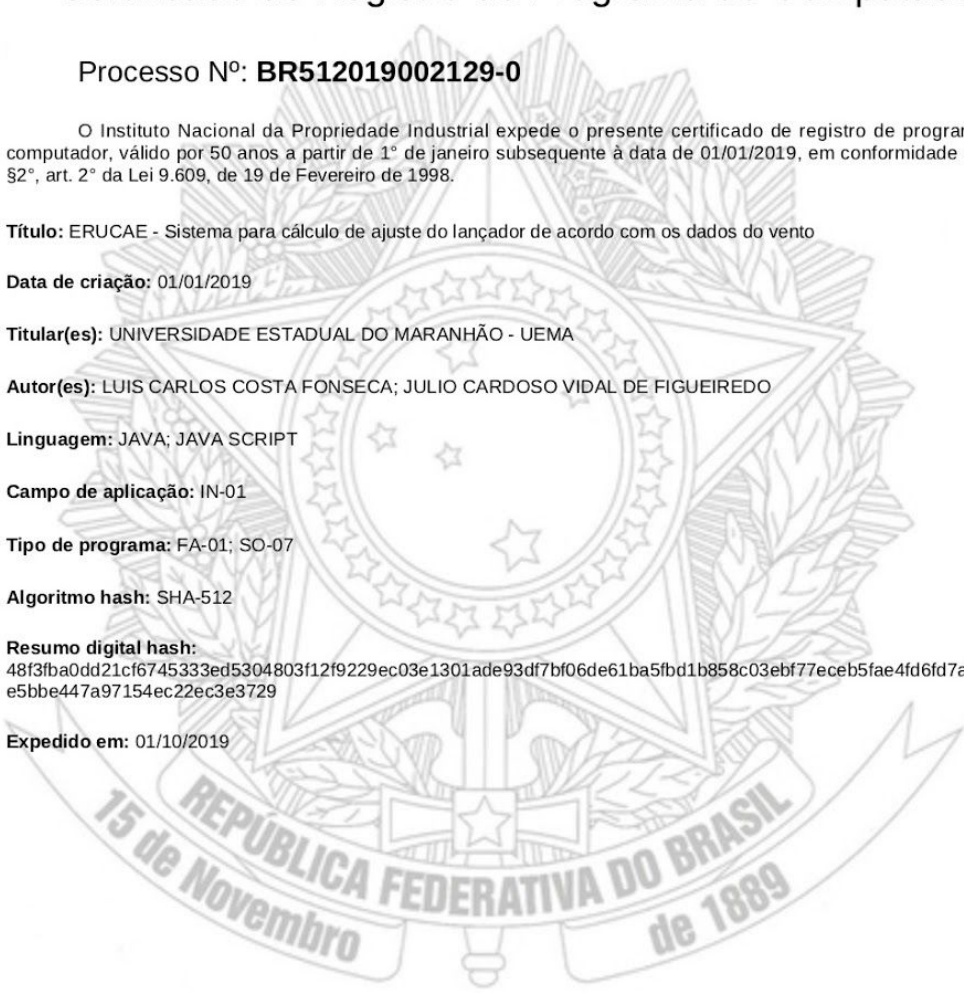 Processo Nº: BR512019002129-0
O Instituto Nacional da Propriedade Industrial expede o presente certificado de registro de
computador, válido por 50 anos a partir de 1° de janeiro subsequente à data de 01/01/2019, em conformidade
§2°, art. 2° da Lei 9.609, de 19 de Fevereiro de 1998.
Título: ERUCAE - Sistema para cálculo de ajuste do lançador de acordo com os dados do vento
Data de criação: 01/01/2019
Titular(es): UNIVERSIDADE ESTADUAL DO MARANHÃO - UEMA
Autor(es): LUIS CARLOS COSTA FONSECA; JULIO CARDOSO VIDAL DE FIGUEIREDO
Linguagem: JAVA; JAVA SCRIPT
Campo de aplicação: IN-01
Tipo de programa: FA-01; SO-07
Algoritmo hash: SHA-512
Resumo digital hash:
48f3fba0dd21cf6745333ed5304803f12f9229ec03e1301ade93df7bf06de61ba5fbd1b858c03ebf77eceb5fae4fd6fd7a
e5bbe447a97154ec22ec3e3729
Expedido em: 01/10/2019
REPÚBLICA FEDERATIVA DO BRASIL
15 de Novembro de 1889